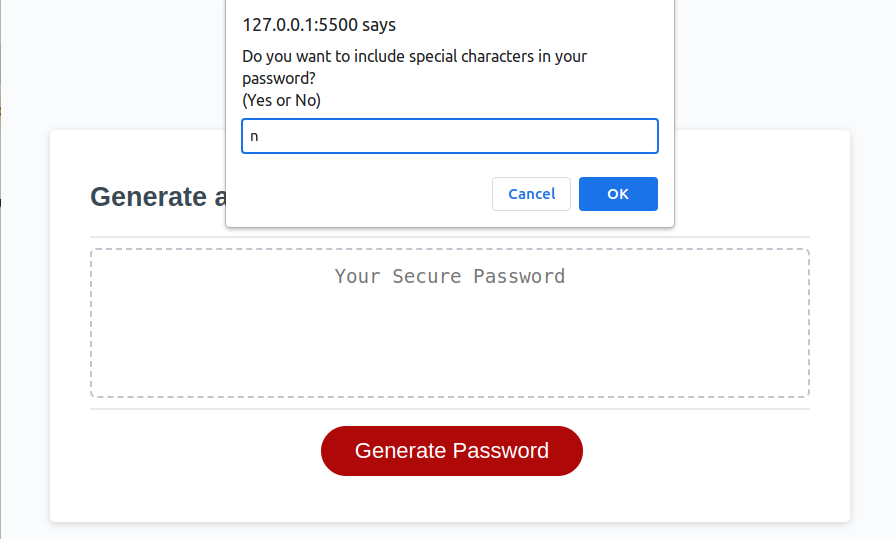 127.0.0.1:5500 says
Do you want to include special characters in your
password?
(Yes or No)
n
Cancel
OK
Generate a
Your Secure Password
Generate Password